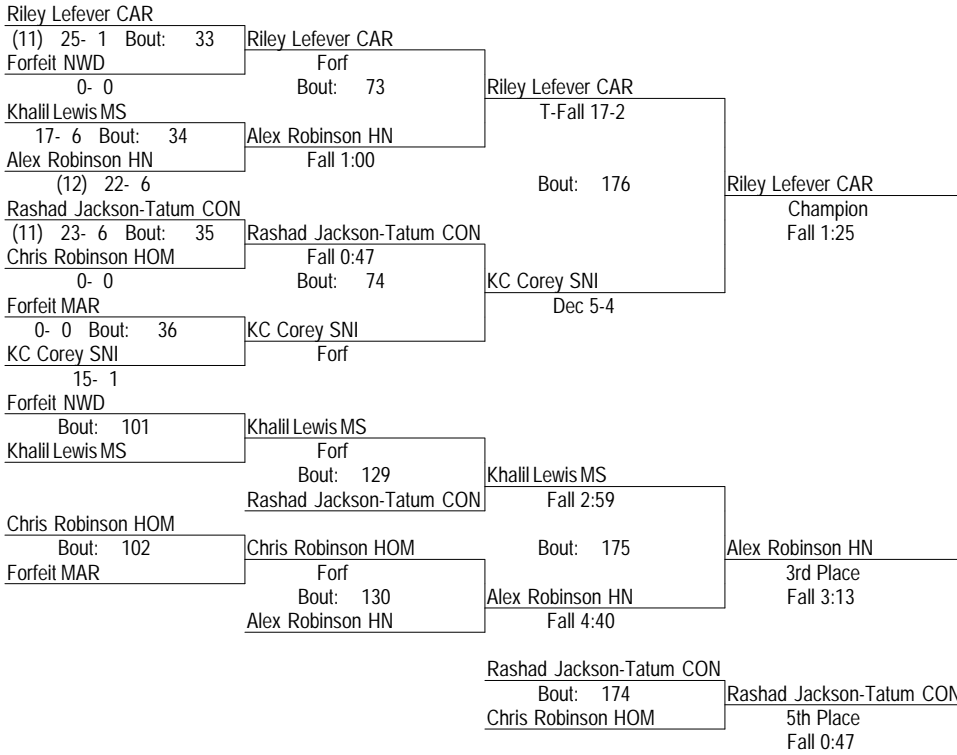 Riley Lefever CAR
(11) 25- 1 Bout: 33 Riley Lefever CAR
Forfeit NWD Forf
0- 0 Bout: 73 Riley Lefever CAR
Khalil Lewis MS T-Fall 17-2
17- 6 Bout: 34 Alex Robinson HN
Alex Robinson HN Fall 1:00
(12) 22- 6 Bout: 176 Riley Lefever CAR
Rashad Jackson-Tatum CON Champion
(11) 23- 6 Bout: 35 Rashad Jackson-Tatum CON Fall 1:25
Chris Robinson HOM Fall 0:47
0- 0 Bout: 74 KC Corey SNI
Forfeit MAR Dec 5-4
0- 0 Bout: 36 KC Corey SNI
KC Corey SNI Forf
15- 1
Forfeit NWD
Bout: 101 Khalil Lewis MS
Khalil Lewis MS Forf
Bout: 129 Khalil Lewis MS
Rashad Jackson-Tatum CON Fall 2:59
Chris Robinson HOM
Bout: 102 Chris Robinson HOM Bout: 175 Alex Robinson HN
Forfeit MAR Forf 3rd Place
Bout: 130 Alex Robinson HN Fall 3:13
Alex Robinson HN Fall 4:40
Rashad Jackson-Tatum CON
Bout: 174 Rashad Jackson-Tatum CON
Chris Robinson HOM 5th Place
Fall 0:47